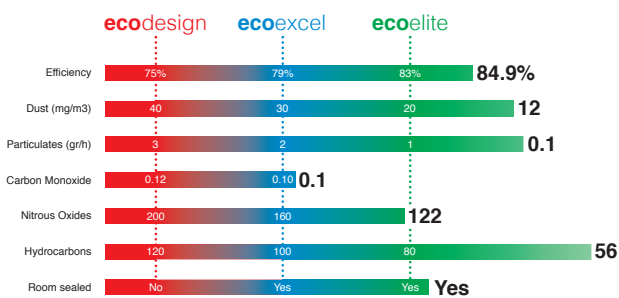 ecodesign ecoexcel ecoelite
Efficiency 75% 79% 83% 84.9%
Dust (mg/m3) 40 30 20 12
Particulates (gr/h) 3 2 1 0.1
Carbon Monoxide 0.12 0.10 0.1
Nitrous Oxides 200 160 122
Hydrocarbons 120 100 80 56
Room sealed No Yes Yes Yes